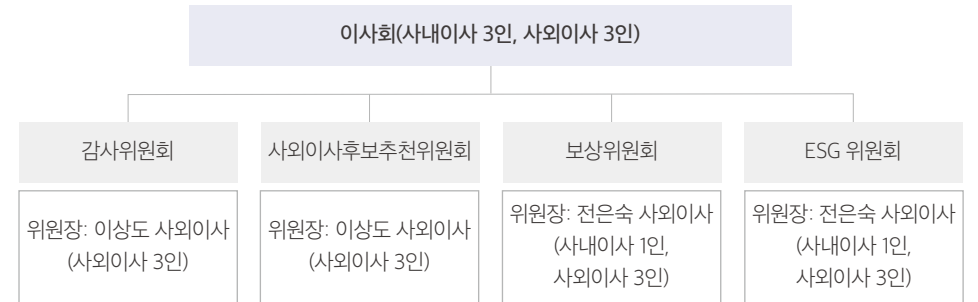 이사회(사내이사 3인, 사외이사 3인)
감사위원회
사외이사후보추천위원회
보상위원회
ESG 위원회
위원장: 이상도 사외이사
(사외이사 3인)
위원장: 이상도 사외이사
(사외이사 3인)
위원장: 전은숙 사외이사
(사내이사 1인,
사외이사 3인)
위원장: 전은숙 사외이사
(사내이사 1인,
사외이사 3인)